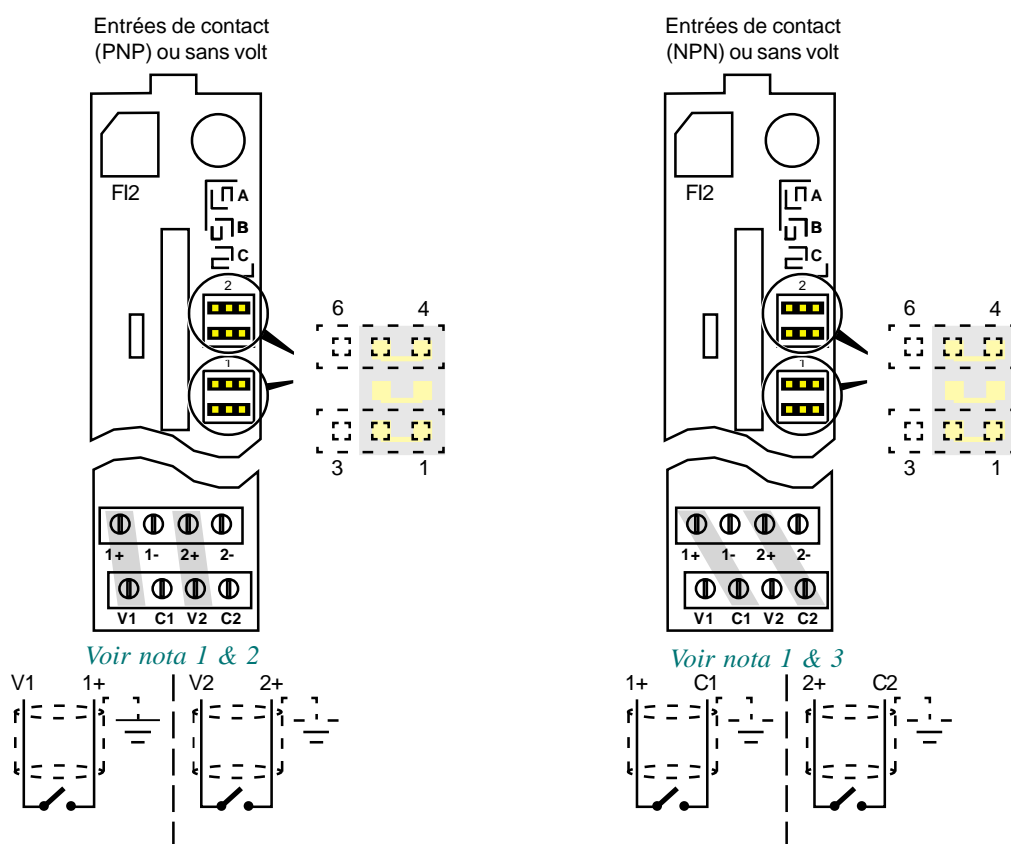 Entrées de contact
(PNP) ou sans volt
FI2
A
B
C
2
1
6 4
3 1
1+ 1- 2+ 2-
V1 C1 V2 C2
Voir nota 1 & 2
V1 1+ V2 2+
Entrées de contact
(NPN) ou sans volt
FI2
A
B
C
2
1
6 4
3 1
1+ 1- 2+ 2-
V1 C1 V2 C2
Voir nota 1 & 3
1+ C1 2+ C2